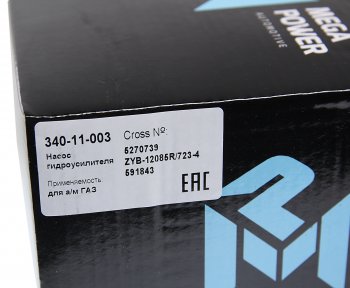 MEGA
POWER
AUTOMOTIVE
340-11-003 Cross №:
Насос
гидроусилителя
5270739
ZYB-12085R/723-4
591843
Применяемость:
для а/м ГАЗ
EAC